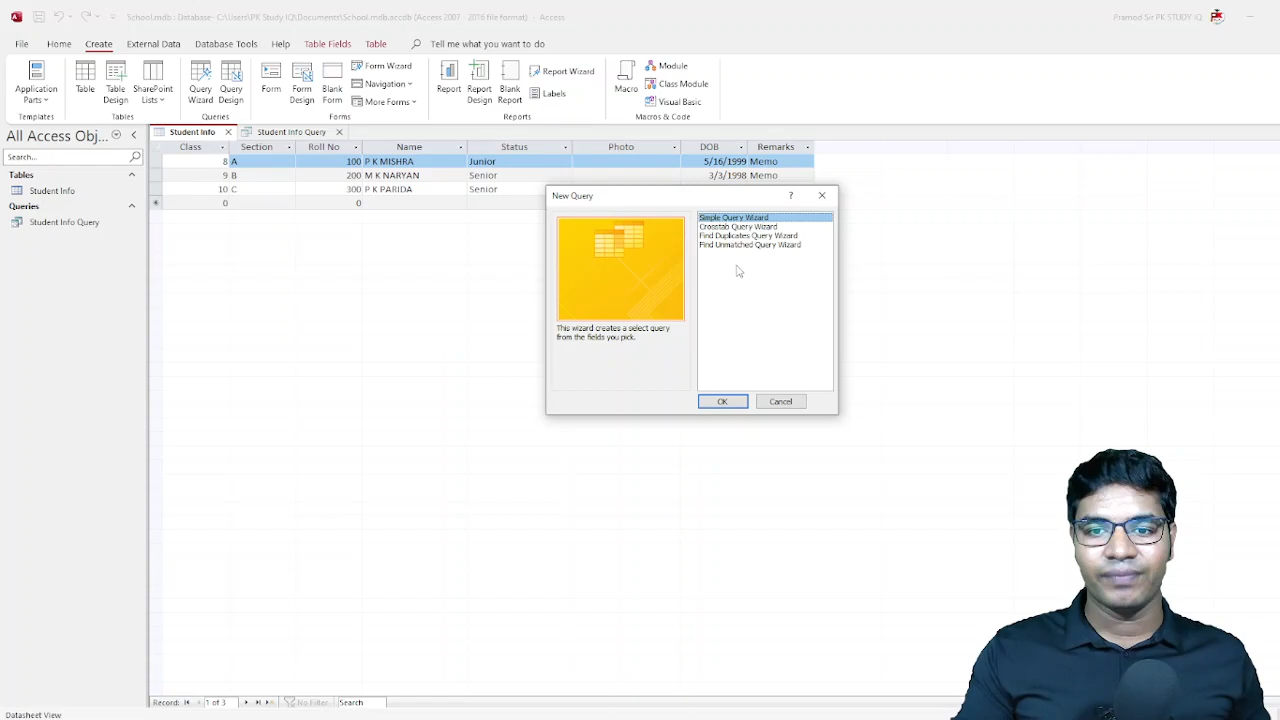 School.mdb : Database- C:\Users\PK Study IQ\Documents\School.mdb.accdb (Access 2007 - 2016 file format) - Access
Pramod Sir PK STUDY IQ
File Home Create External Data Database Tools Help Table Fields Table Tell me what you want to do
Application Parts
Templates
Table
Table Design
SharePoint Lists
Tables
Query Wizard
Query Design
Queries
Form
Form Design
Blank Form
Form Wizard
Navigation
More Forms
Forms
Report
Report Design
Blank Report
Report Wizard
Labels
Reports
Macro
Module
Class Module
Visual Basic
Macros & Code
All Access Obj...
Search...
Tables
Student Info
Queries
Student Info Query
Student Info Student Info Query
Class Section Roll No Name Status Photo DOB Remarks
8 A 100 P K MISHRA Junior 5/16/1999 Memo
9 B 200 M K NARYAN Senior 3/3/1998 Memo
10 C 300 P K PARIDA Senior
0 0
New Query
?
Simple Query Wizard
Crosstab Query Wizard
Find Duplicates Query Wizard
Find Unmatched Query Wizard
This wizard creates a select query
from the fields you pick.
OK Cancel
Record: 1 of 3 No Filter Search
Datasheet View